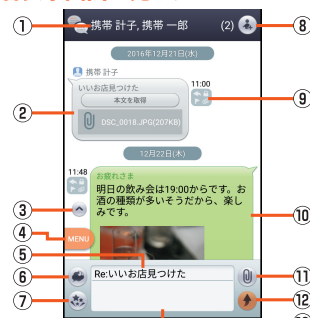 ①
携帯 計子, 携帯 一郎 (2)
⑧
2016年12月21日(水)
携帯 計子
11:00
いいお店見つけた
本文を取得
⑨
②
DSC_0018.JPG(207KB)
12月22日(木)
11:48
お疲れさま
明日の飲み会は19:00からです。お
酒の種類が多いそうだから、楽し
みです。
③
⑩
④
MENU
⑤
⑥
Re:いいお店見つけた
⑪
⑦
⑫